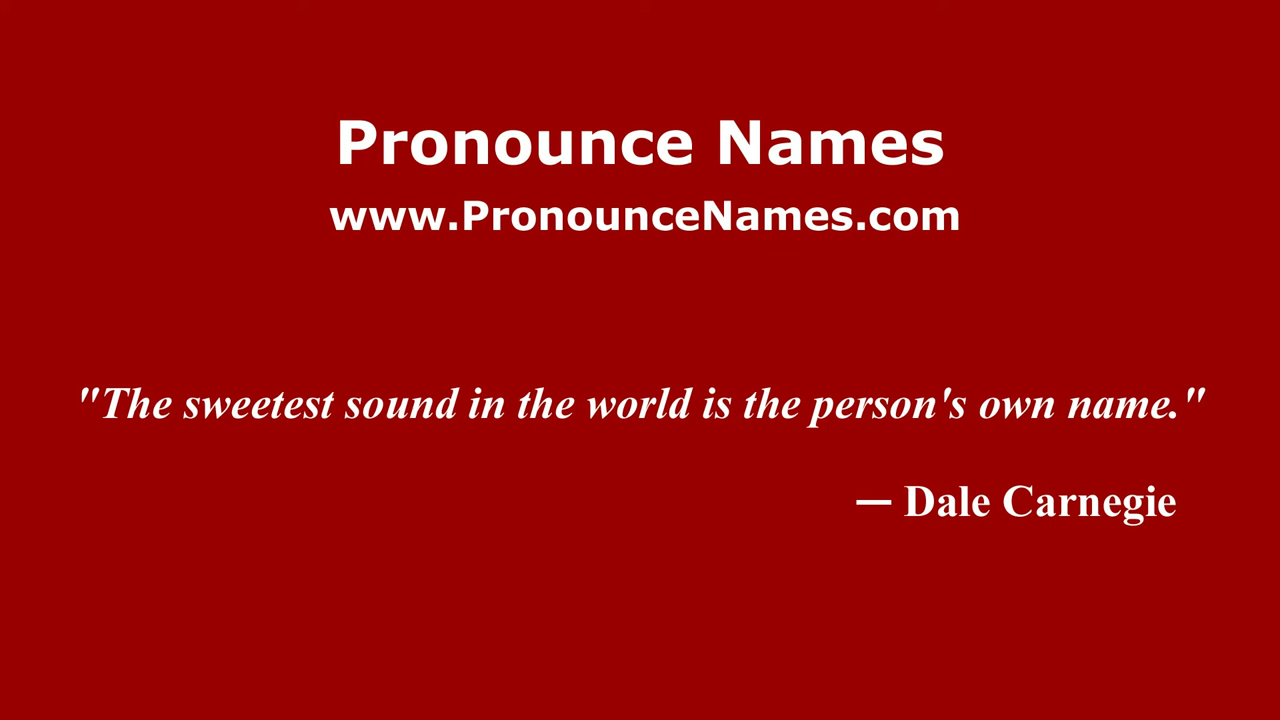 Pronounce Names
www.PronounceNames.com
"The sweetest sound in the world is the person's own name."
— Dale Carnegie